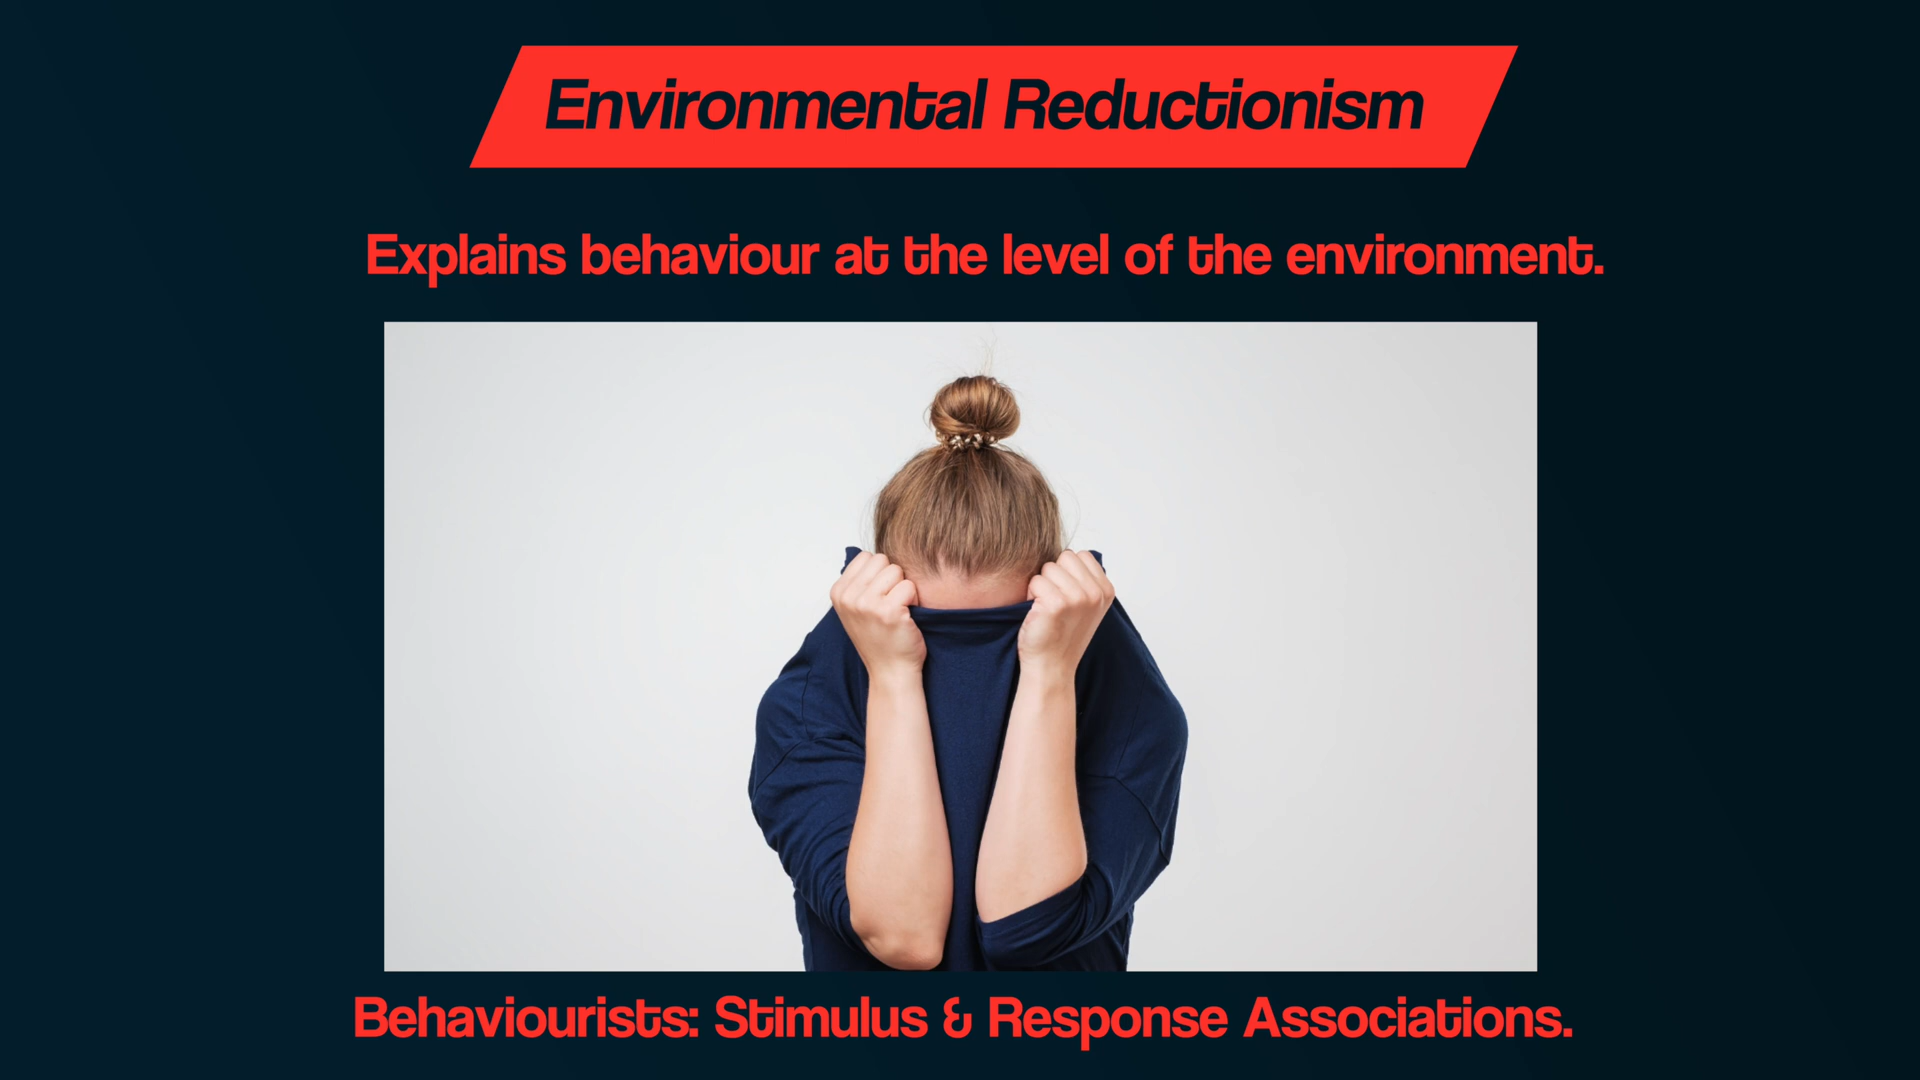 Environmental Reductionism
Explains behaviour at the level of the environment.
Behaviourists: Stimulus & Response Associations.